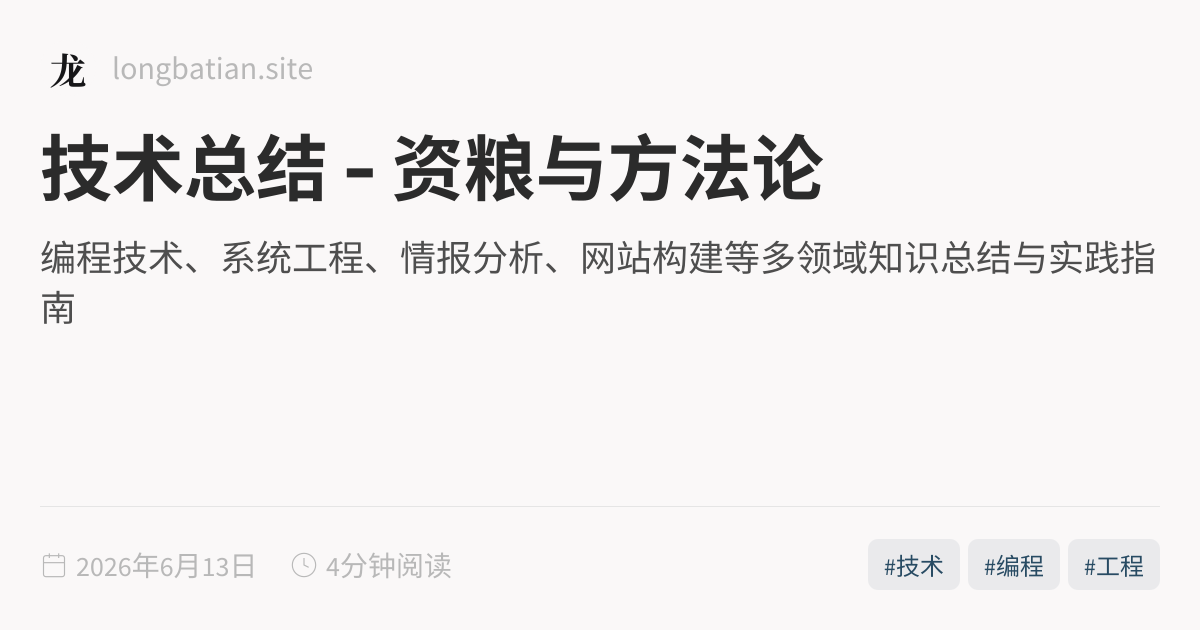 龙 longbatian.site
技术总结 - 资粮与方法论
编程技术、系统工程、情报分析、网站构建等多领域知识总结与实践指
南
2026年6月13日 4分钟阅读 #技术 #编程 #工程